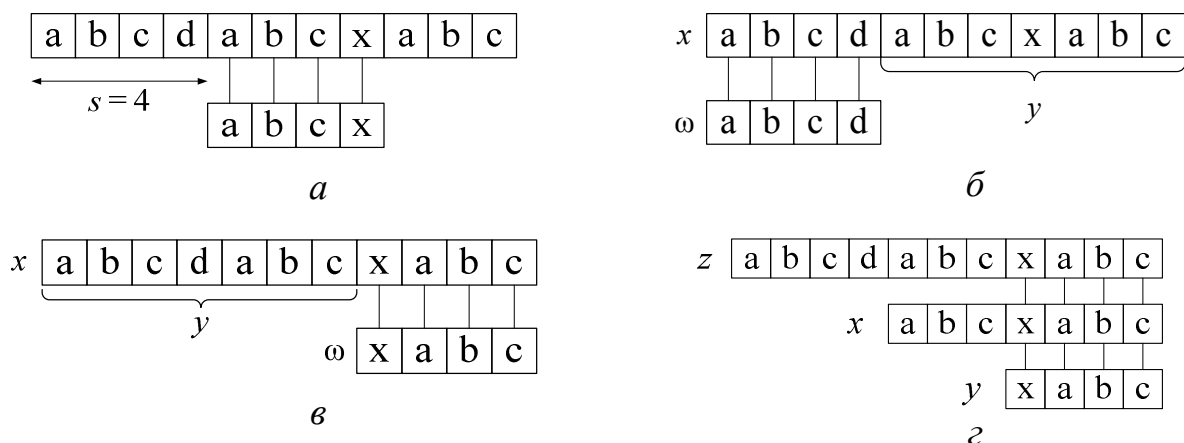 a b c d a b c x a b c
s = 4
a b c x
а
x a b c d a b c x a b c
ω a b c d
y
б
x a b c d a b c x a b c
y
ω x a b c
в
z a b c d a b c x a b c
x a b c x a b c
y x a b c
г